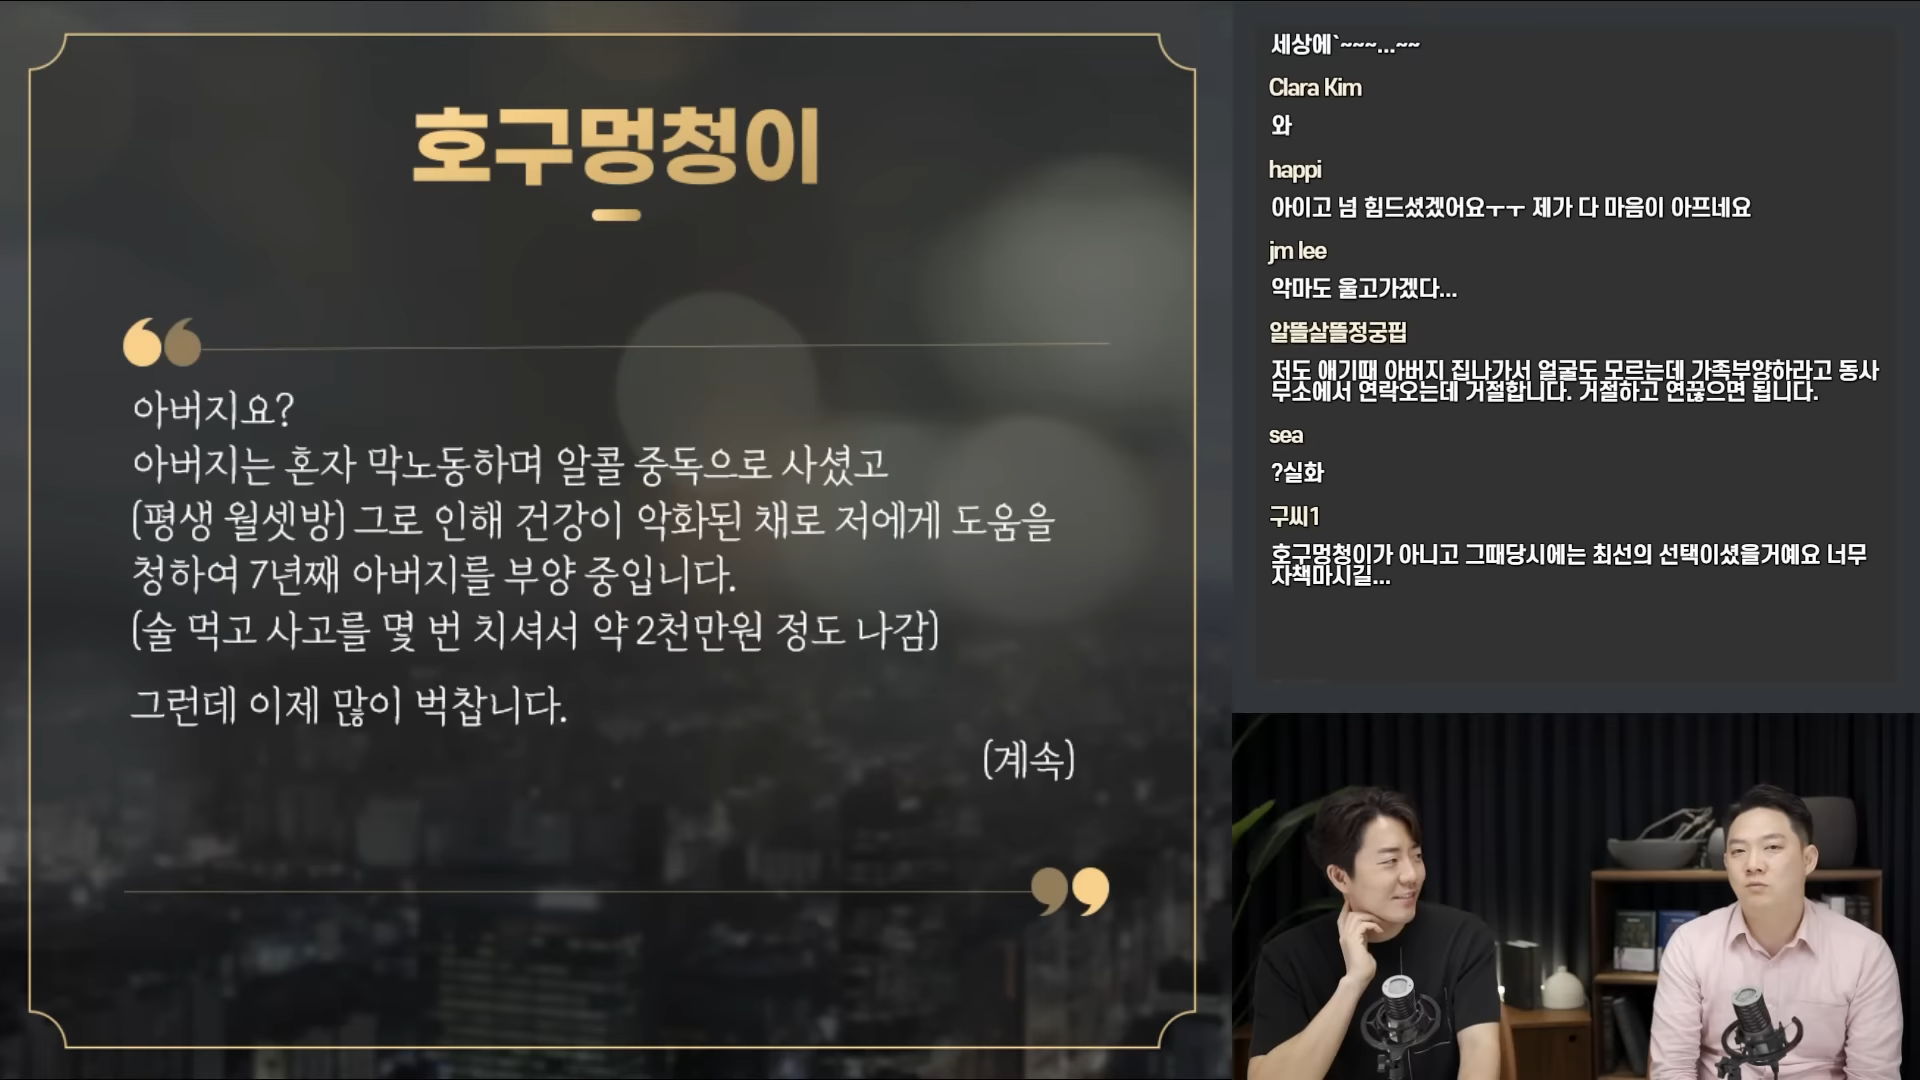 호구멍청이
아버지요?
아버지는 혼자 막노동하며 알콜 중독으로 사셨고
(평생 월셋방) 그로 인해 건강이 악화된 채로 저에게 도움을
청하여 7년째 아버지를 부양 중입니다.
(술 먹고 사고를 몇 번 치셔서 약 2천만원 정도 나감)
그런데 이제 많이 벅찹니다.
(계속)
세상에`~~~...~~
Clara Kim
와
happi
아이고 넘 힘드셨겠어요ㅜㅜ 제가 다 마음이 아프네요
jm lee
악마도 울고가겠다...
알뜰살뜰정궁핍
저도 애기때 아버지 집나가서 얼굴도 모르는데 가족부양하라고 동사
무소에서 연락오는데 거절합니다. 거절하고 연끊으면 됩니다.
sea
?실화
구씨1
호구멍청이가 아니고 그때당시에는 최선의 선택이셨을거예요 너무
자책마시길...